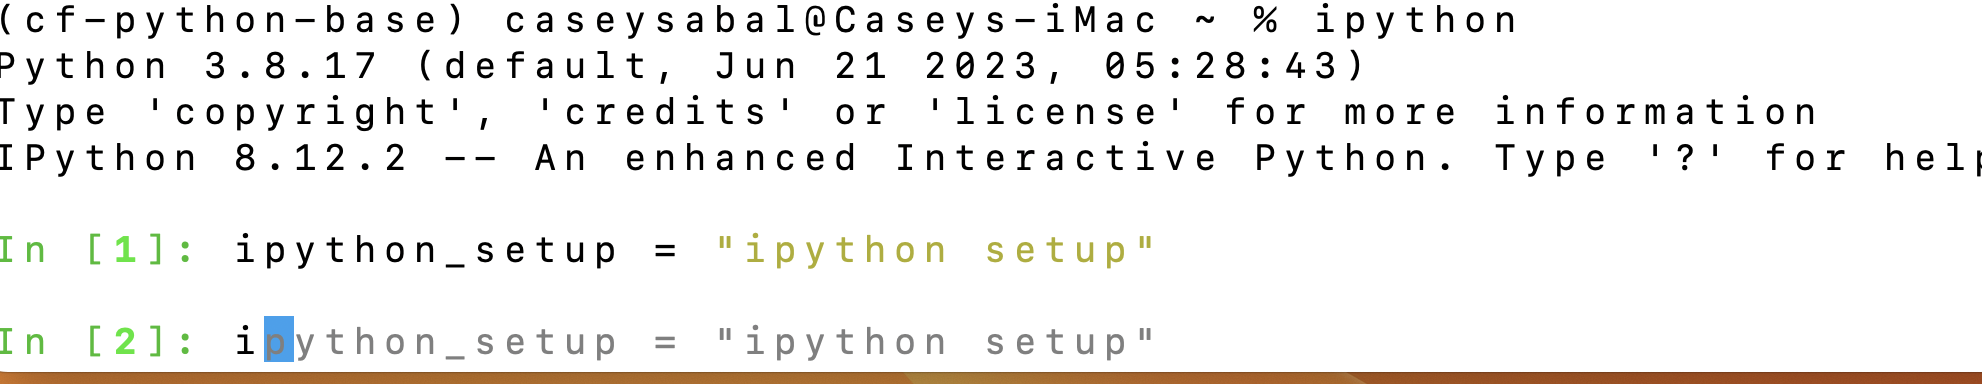 (cf-python-base) caseysabal@Caseys-iMac ~ % ipython
Python 3.8.17 (default, Jun 21 2023, 05:28:43)
Type 'copyright', 'credits' or 'license' for more information
IPython 8.12.2 -- An enhanced Interactive Python. Type '?' for help
In [1]: ipython_setup = "ipython setup"
In [2]: ipython_setup = "ipython setup"